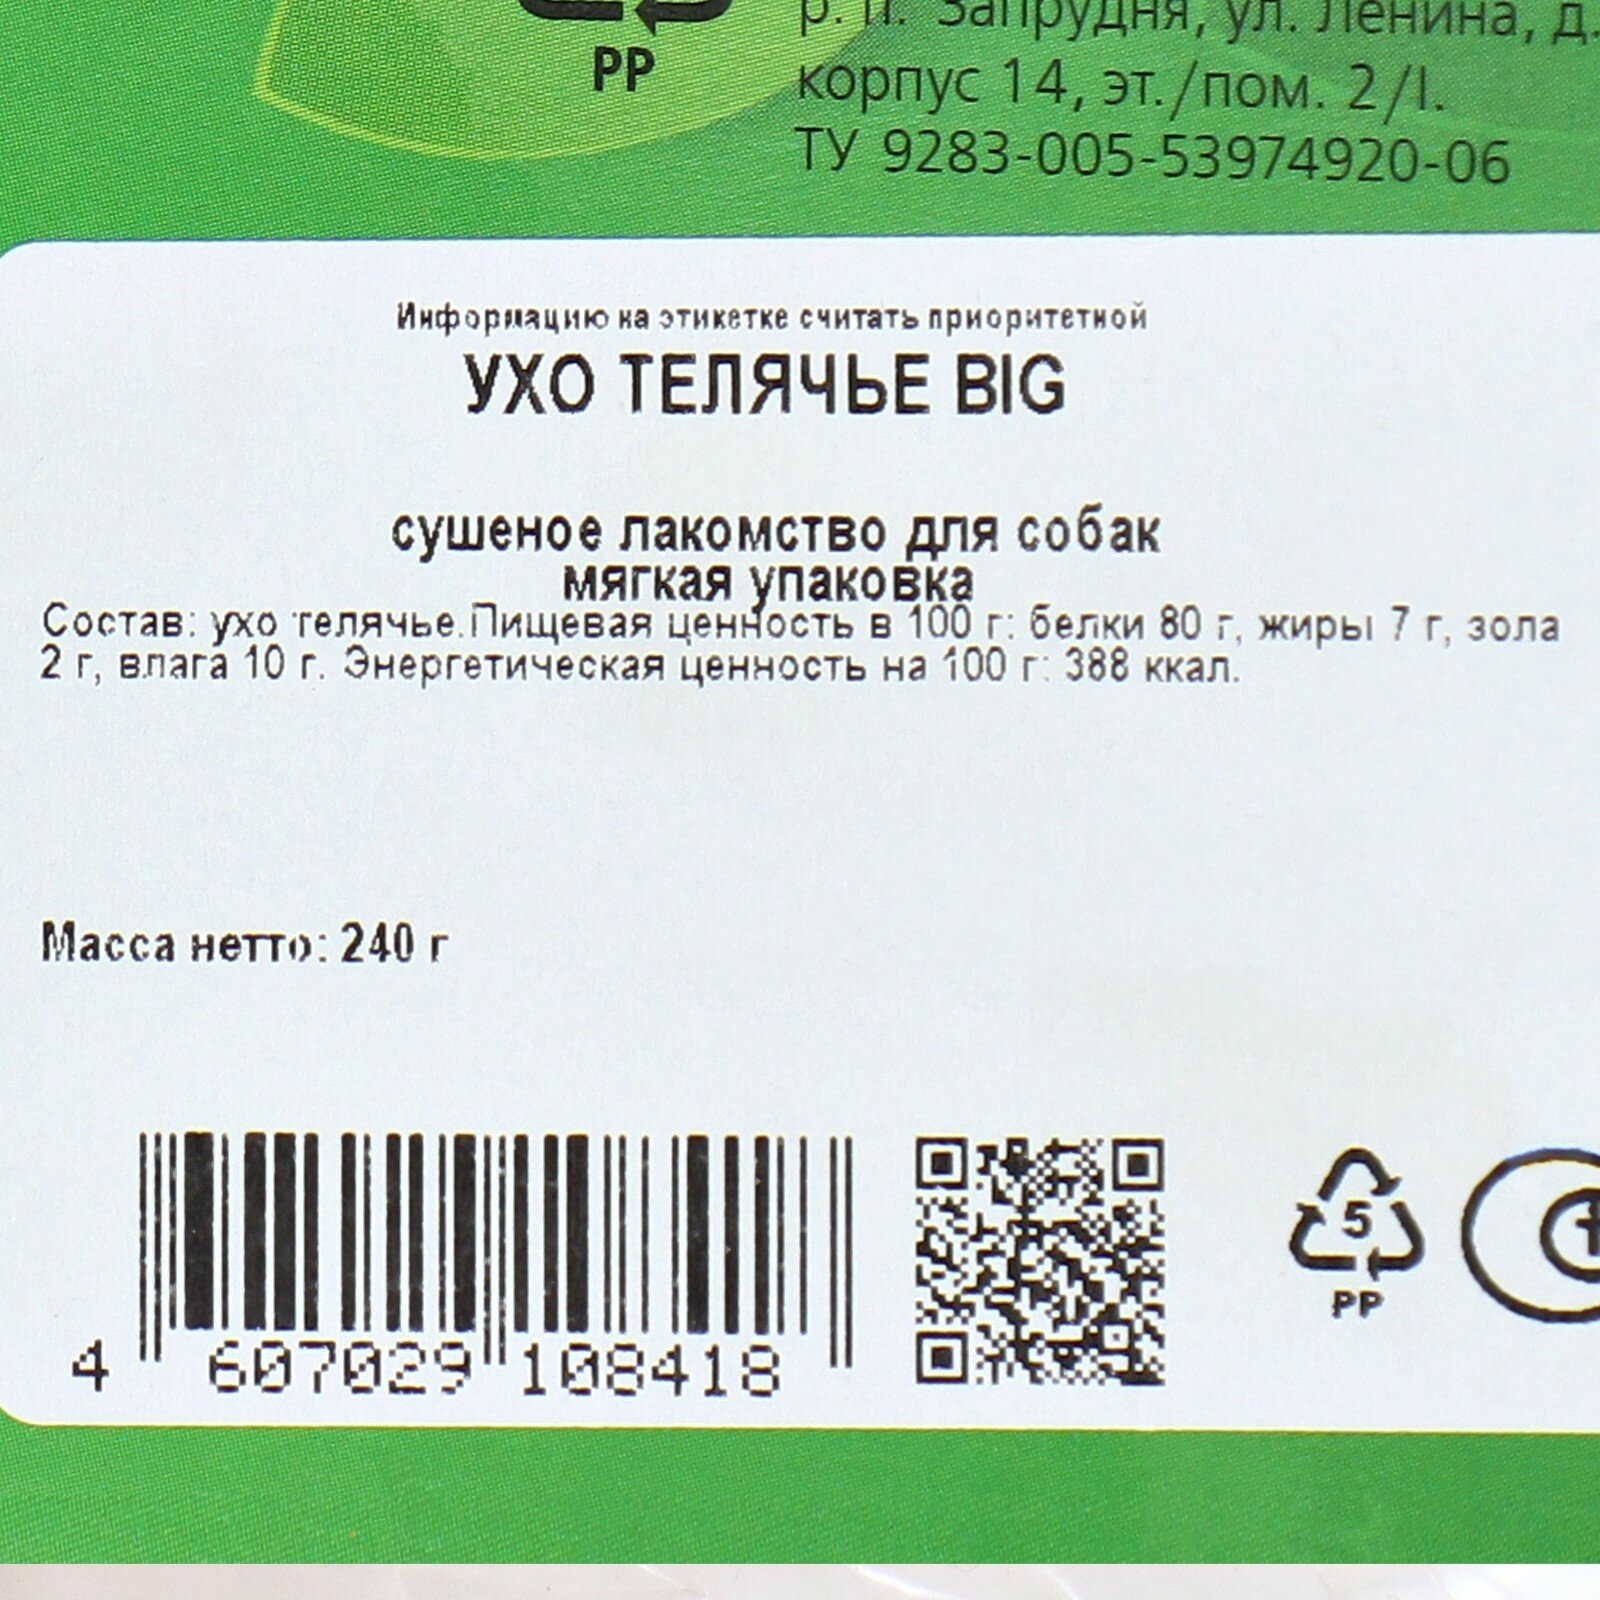 PP
р. п. Запрудня, ул. Ленина, д.
корпус 14, эт./пом. 2/I.
ТУ 9283-005-53974920-06
Информацию на этикетке считать приоритетной
УХО ТЕЛЯЧЬЕ BIG
сушеное лакомство для собак
мягкая упаковка
Состав: ухо телячье.Пищевая ценность в 100 г: белки 80 г, жиры 7 г, зола
2 г, влага 10 г. Энергетическая ценность на 100 г: 388 ккал.
Масса нетто: 240 г
4 607029 108418
5
PP